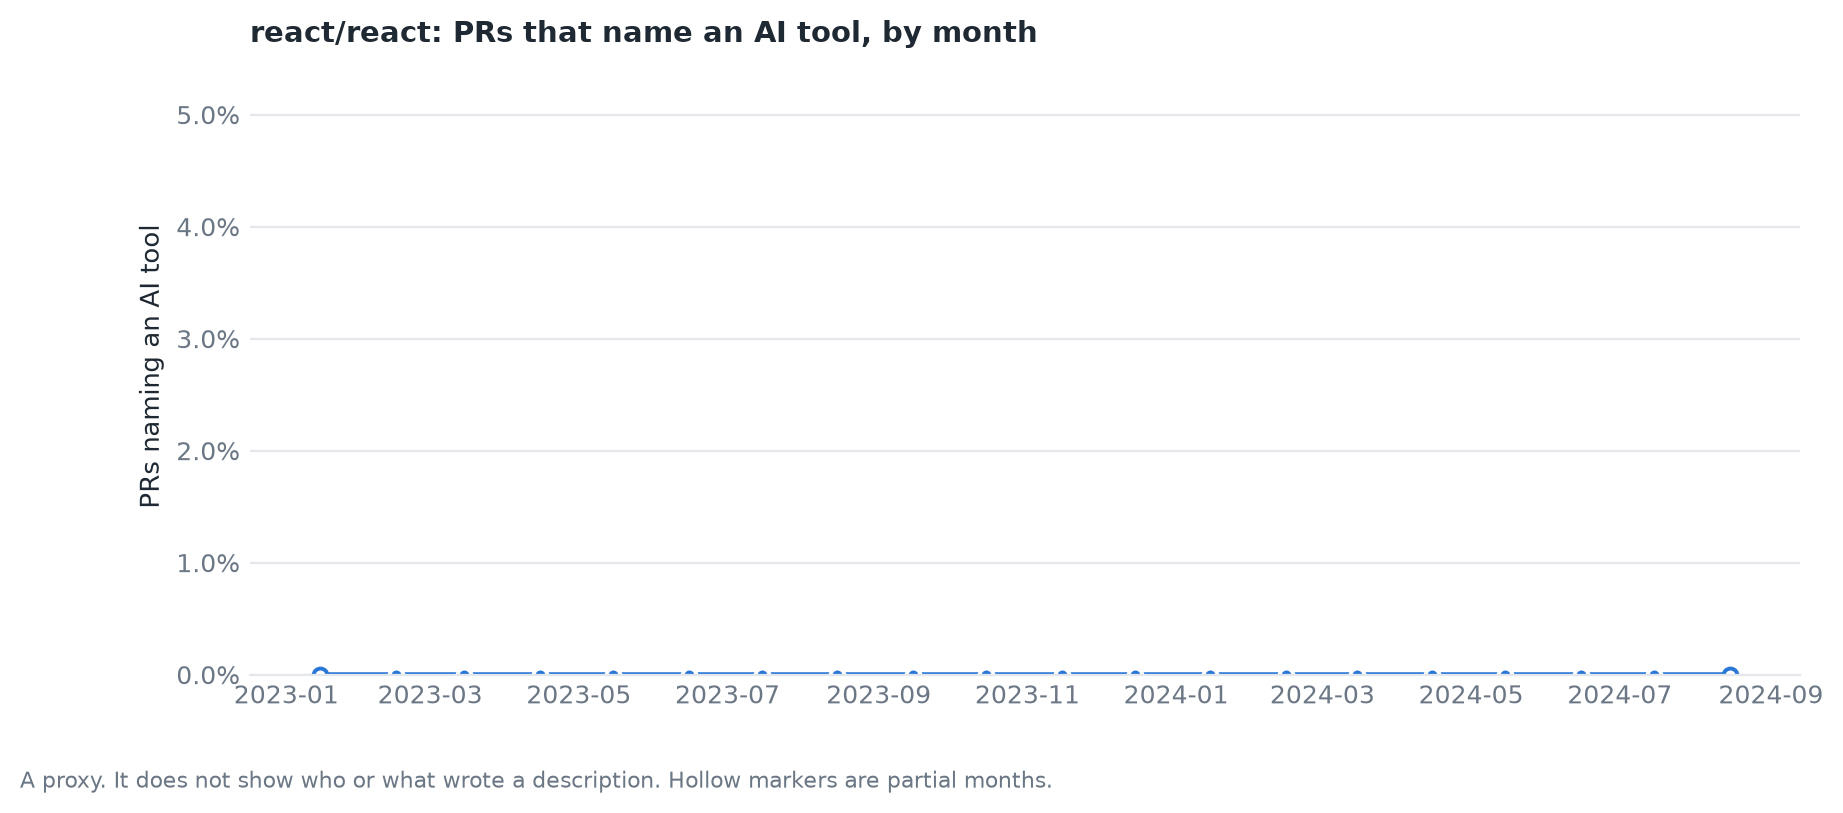 react/react: PRs that name an AI tool, by month
5.0%
4.0%
3.0%
2.0%
1.0%
0.0%
PRs naming an AI tool
2023-01 2023-03 2023-05 2023-07 2023-09 2023-11 2024-01 2024-03 2024-05 2024-07 2024-09
A proxy. It does not show who or what wrote a description. Hollow markers are partial months.